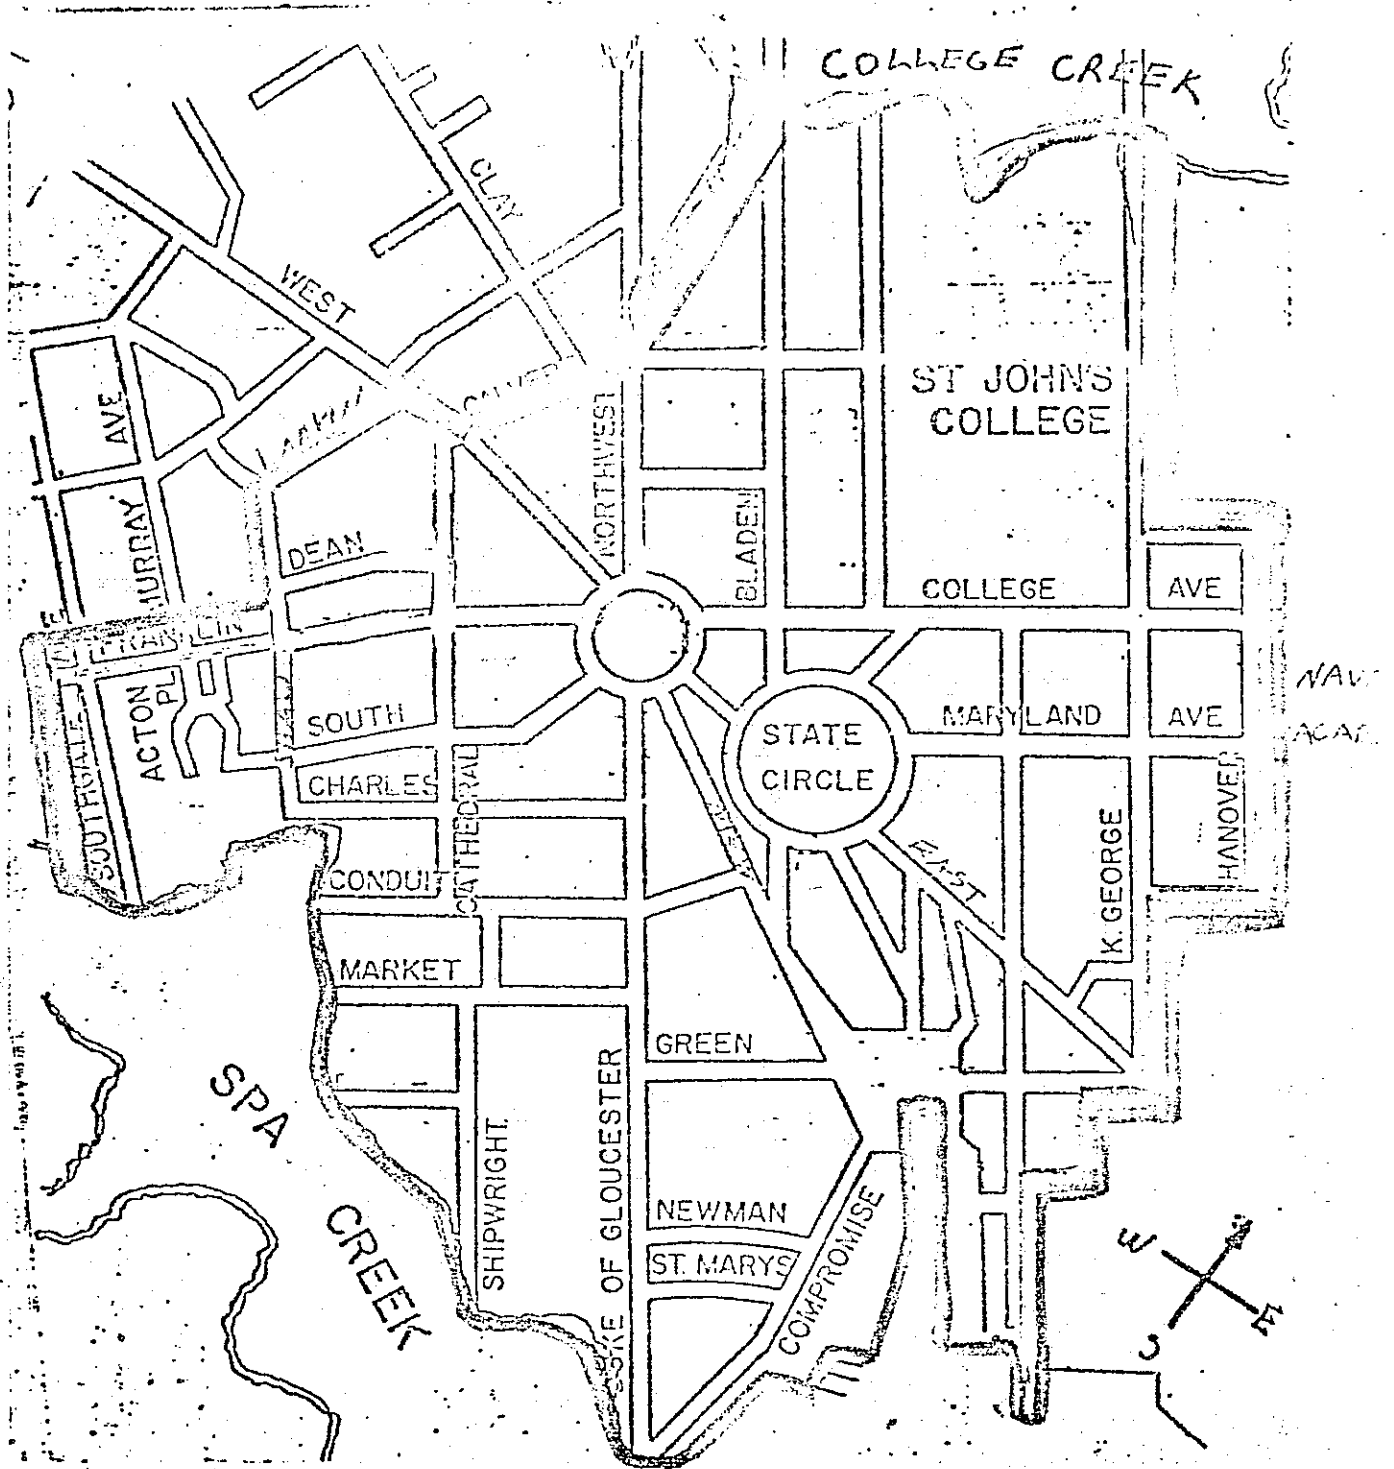 COLLEGE CREEK
CLAY
WEST
ST JOHN'S
COLLEGE
AVE
NORTHWEST
MURRAY
DEAN
BLADEN
COLLEGE
AVE
FRANKLIN
ACTON
PL
SOUTH
STATE
CIRCLE
MARYLAND
AVE
SOUTHGATE
CHARLES
CATHEDRAL
HANOVER
K. GEORGE
EAST
CONDUIT
MARKET
GREEN
SPA
CREEK
SHIPWRIGHT
OF GLOUCESTER
NEWMAN
ST. MARYS
COMPROMISE
W
E
S